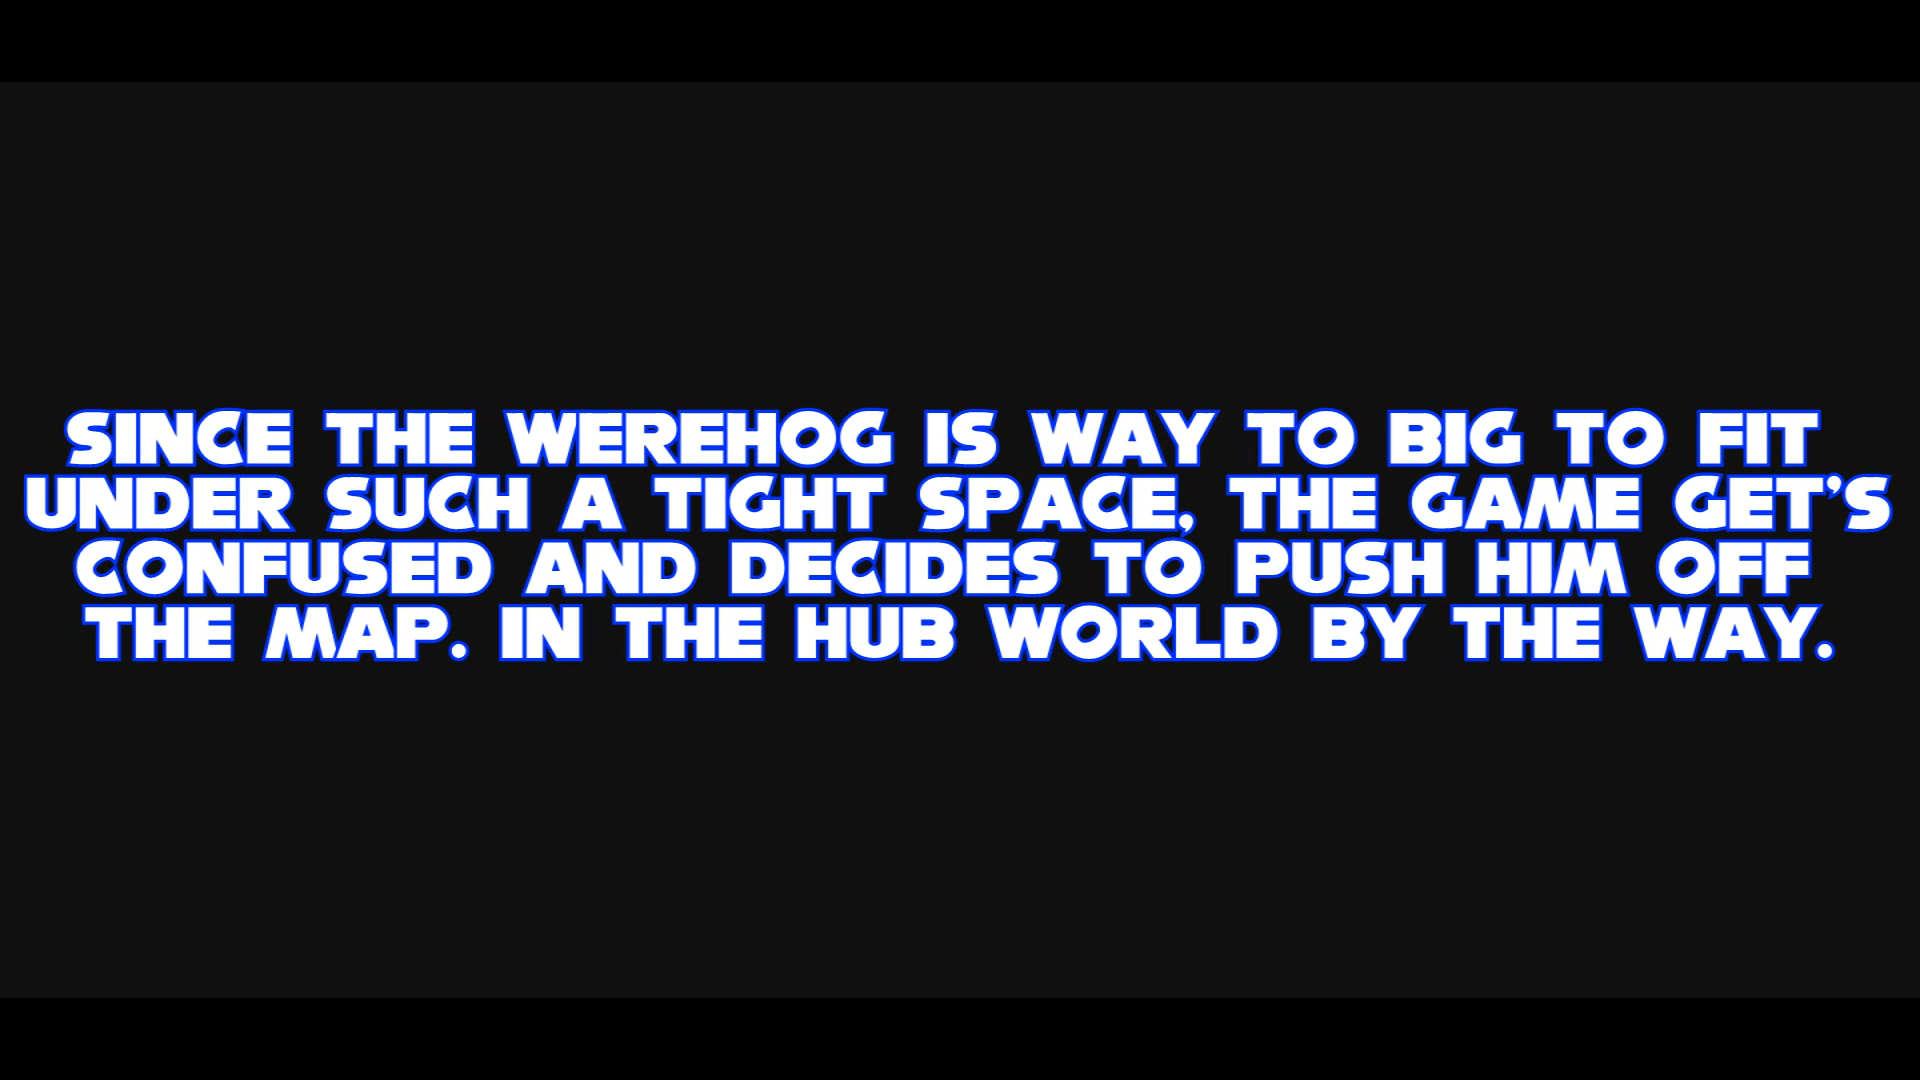 SINCE THE WEREHOG IS WAY TO BIG TO FIT
UNDER SUCH A TIGHT SPACE, THE GAME GET'S
CONFUSED AND DECIDES TO PUSH HIM OFF
THE MAP. IN THE HUB WORLD BY THE WAY.